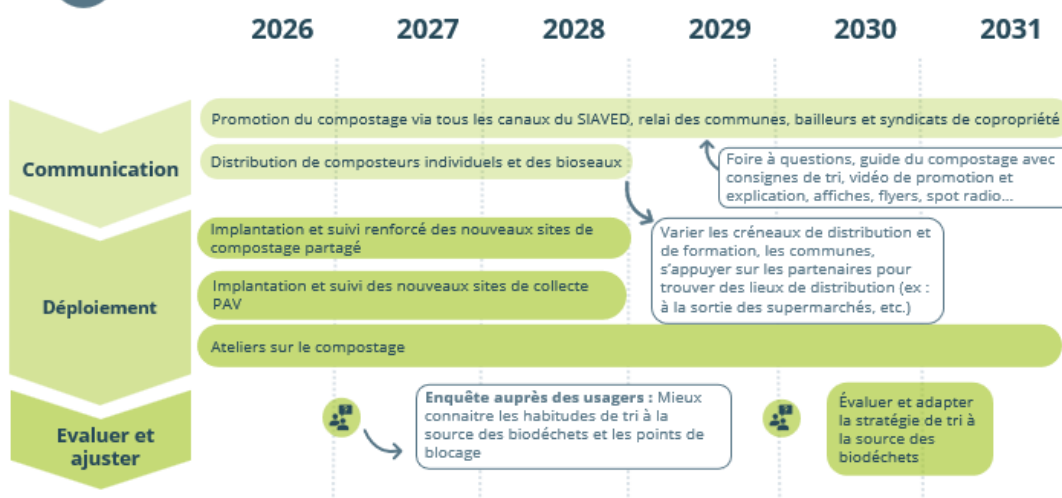 2026
2027
2028
2029
2030
2031
Communication
Promotion du compostage via tous les canaux du SIAVED, relai des communes, bailleurs et syndicats de copropriété
Distribution de composteurs individuels et des bioseaux
Foire à questions, guide du compostage avec
consignes de tri, vidéo de promotion et
explication, affiches, flyers, spot radio...
Déploiement
Implantation et suivi renforcé des nouveaux sites de
compostage partagé
Varier les créneaux de distribution et
de formation, les communes,
s'appuyer sur les partenaires pour
trouver des lieux de distribution (ex :
à la sortie des supermarchés, etc.)
Implantation et suivi des nouveaux sites de collecte
PAV
Ateliers sur le compostage
Evaluer et
ajuster
Enquête auprès des usagers : Mieux
connaitre les habitudes de tri à la
source des biodéchets et les points de
blocage
Évaluer et adapter
la stratégie de tri à
la source des
biodéchets